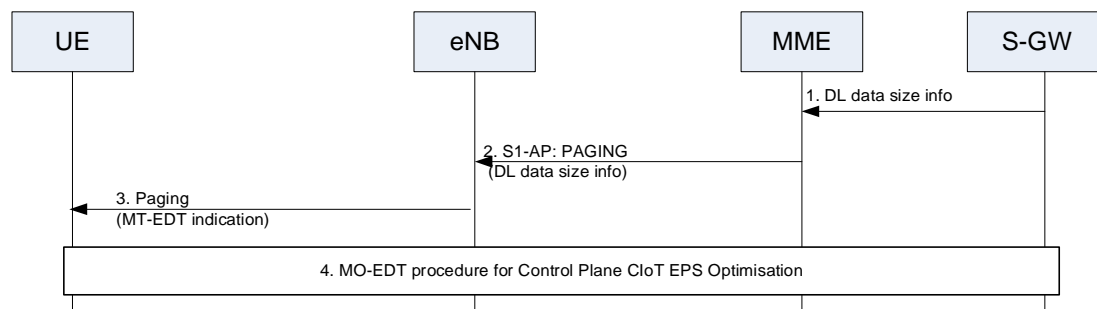 UE
eNB
MME
S-GW
1. DL data size info
2. S1-AP: PAGING
(DL data size info)
3. Paging
(MT-EDT indication)
4. MO-EDT procedure for Control Plane CIoT EPS Optimisation